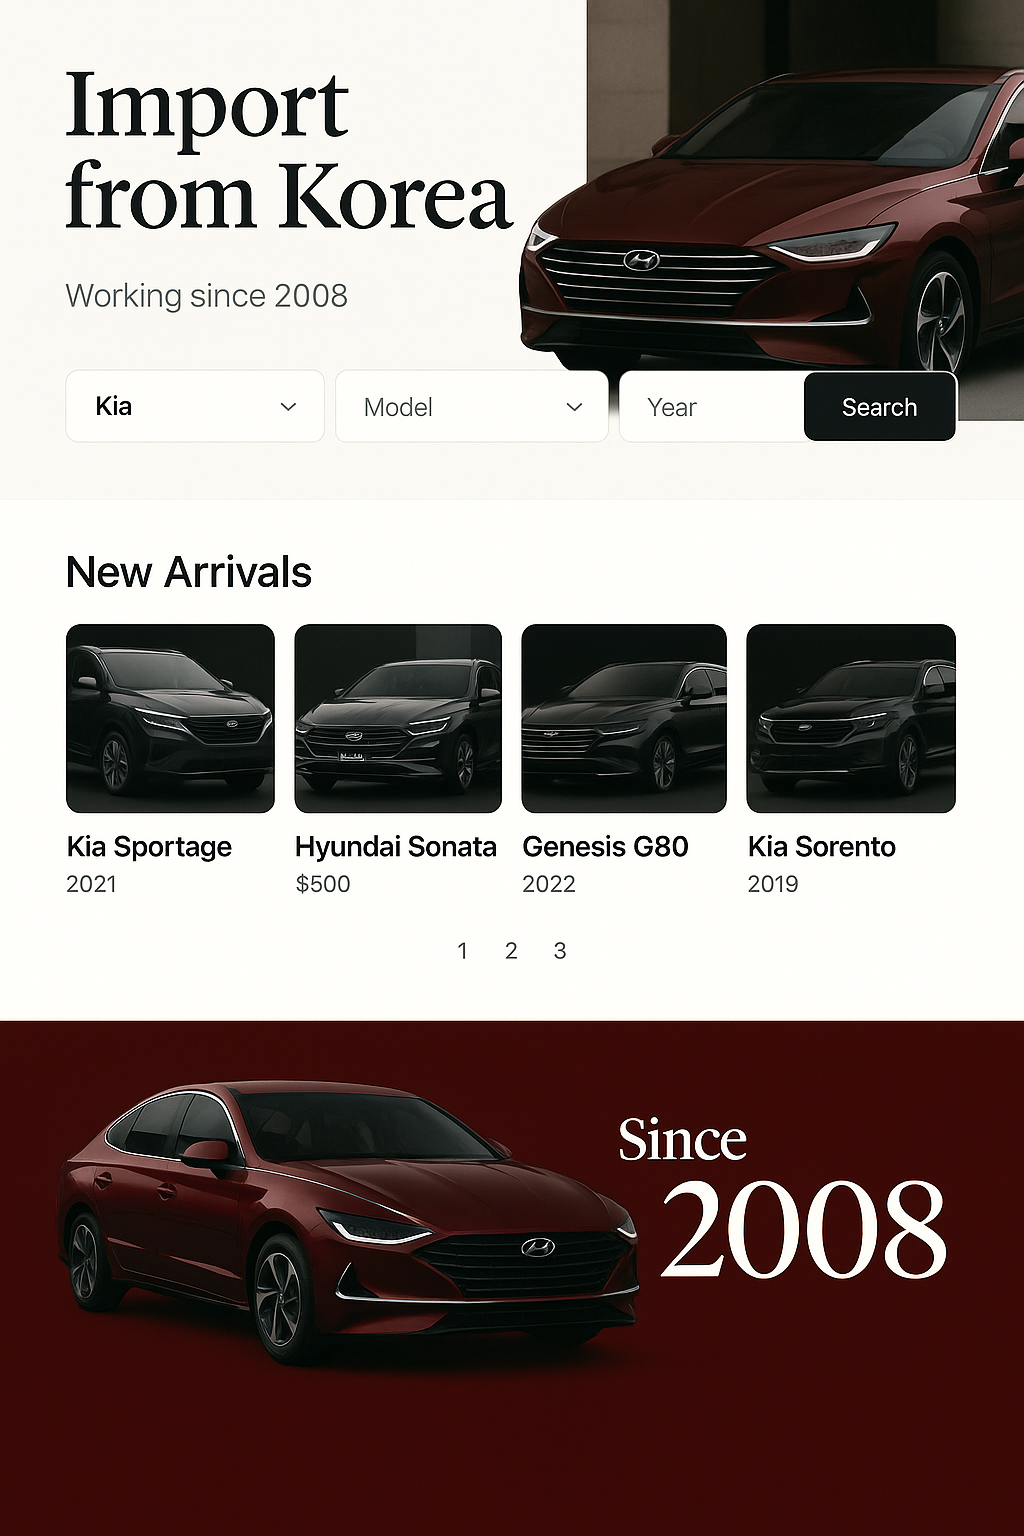 Import
from Korea
Working since 2008
Kia
Model
Year
Search
New Arrivals
Kia Sportage
2021
Hyundai Sonata
$500
Genesis G80
2022
Kia Sorento
2019
1 2 3
Since
2008